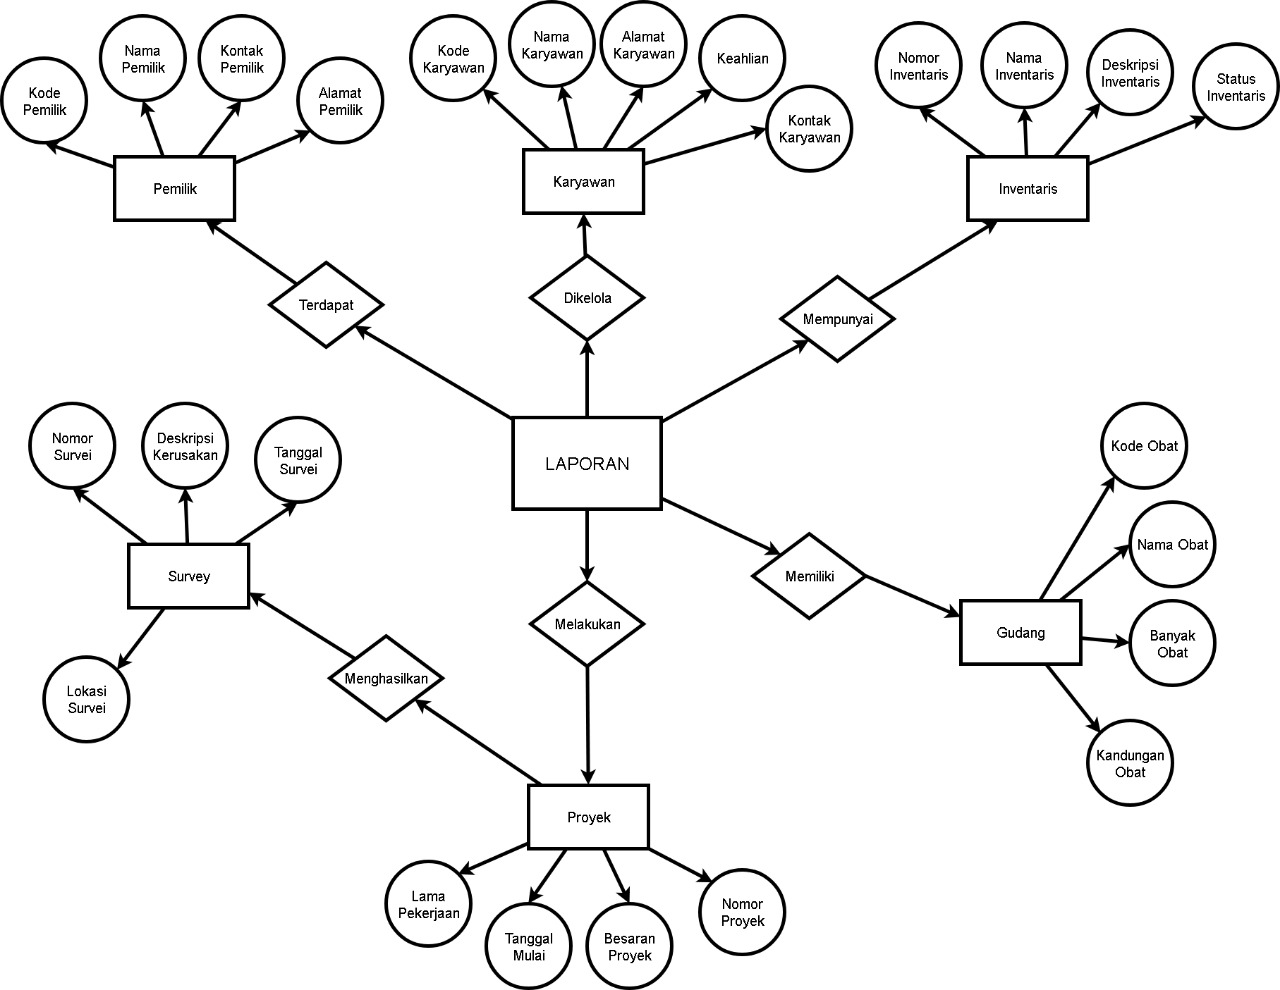 Kode
Pemilik
Nama
Pemilik
Kontak
Pemilik
Alamat
Pemilik
Pemilik
Kode
Karyawan
Nama
Karyawan
Alamat
Karyawan
Keahlian
Kontak
Karyawan
Karyawan
Nomor
Inventaris
Nama
Inventaris
Deskripsi
Inventaris
Status
Inventaris
Inventaris
Terdapat
Dikelola
Mempunyai
LAPORAN
Nomor
Survei
Deskripsi
Kerusakan
Tanggal
Survei
Survey
Lokasi
Survei
Menghasilkan
Melakukan
Memiliki
Kode Obat
Nama Obat
Banyak
Obat
Kandungan
Obat
Gudang
Proyek
Lama
Pekerjaan
Tanggal
Mulai
Besaran
Proyek
Nomor
Proyek